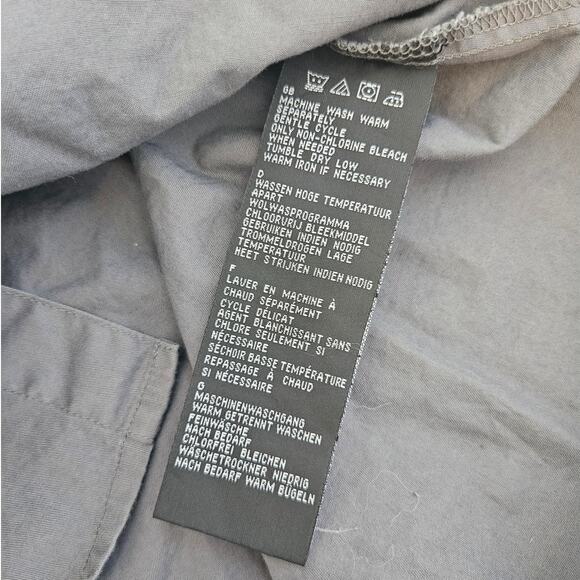 GB
MACHINE WASH WARM
SEPARATELY
GENTLE CYCLE
ONLY NON-CHLORINE BLEACH
WHEN NEEDED
TUMBLE DRY LOW
WARM IRON IF NECESSARY
D
WASSEN HOGE TEMPERATUUR
APART
WOLWASPROGRAMMA
CHLOORVRIJ BLEEKMIDDEL
GEBRUIKEN INDIEN NODIG
TROMMELDROGEN LAGE
TEMPERATUUR
HEET STRIJKEN INDIEN NODIG
F
LAVER EN MACHINE À
CHAUD SÉPARÉMENT
CYCLE DÉLICAT
AGENT BLANCHISSANT SANS
CHLORE SEULEMENT SI
NÉCESSAIRE
SÉCHOIR BASSE TEMPÉRATURE
REPASSAGE À CHAUD
SI NÉCESSAIRE
G
MASCHINENWASCHGANG
WARM GETRENNT WASCHEN
FEINWÄSCHE
NACH BEDARF
CHLORFREI BLEICHEN
WÄSCHETROCKNER NIEDRIG
NACH BEDARF WARM BÜGELN